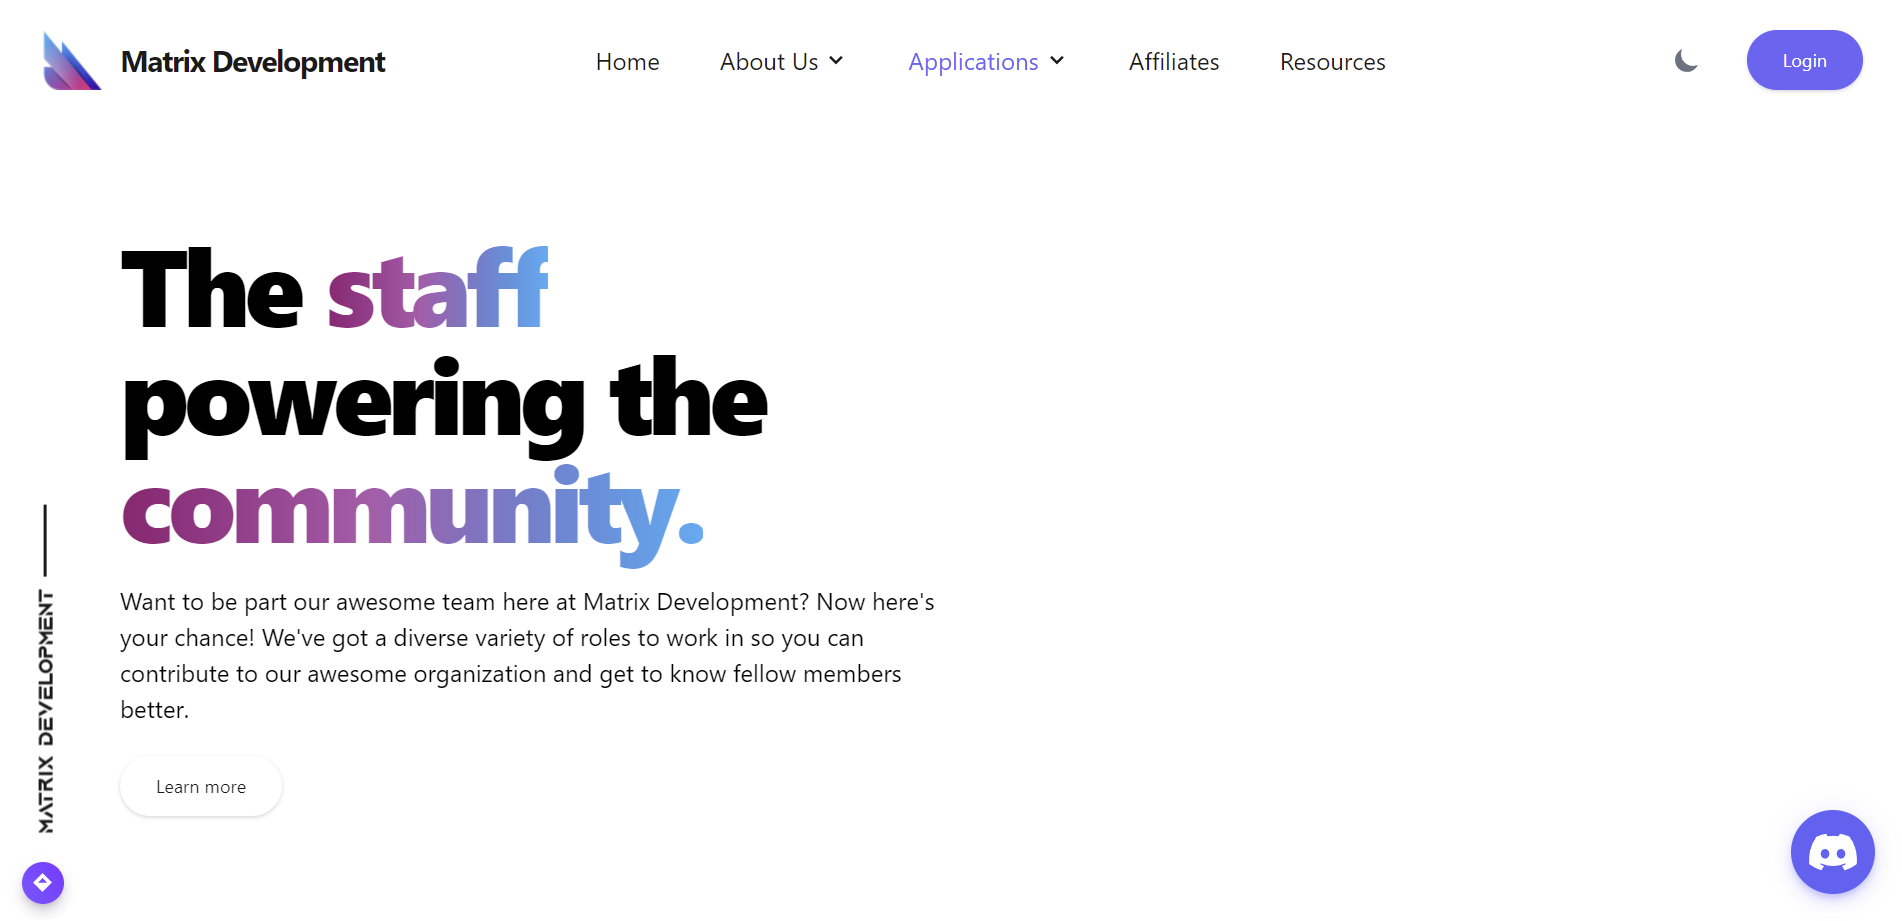 Matrix Development
Home
About Us
Applications
Affiliates
Resources
Login
The staff
powering the
community.
Want to be part our awesome team here at Matrix Development? Now here's
your chance! We've got a diverse variety of roles to work in so you can
contribute to our awesome organization and get to know fellow members
better.
Learn more
MATRIX DEVELOPMENT